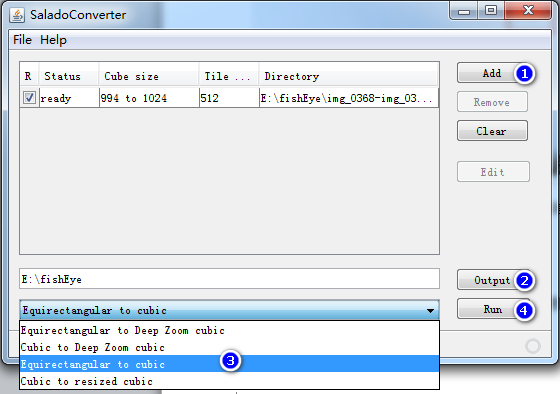 SaladoConverter
File Help
R Status Cube size Tile ... Directory
ready 994 to 1024 512 E:\fishEye\img_0368-img_03...
Add 1
Remove
Clear
Edit
E:\fishEye
Output 2
Equirectangular to cubic
Run 4
Equirectangular to Deep Zoom cubic
Cubic to Deep Zoom cubic
Equirectangular to cubic 3
Cubic to resized cubic